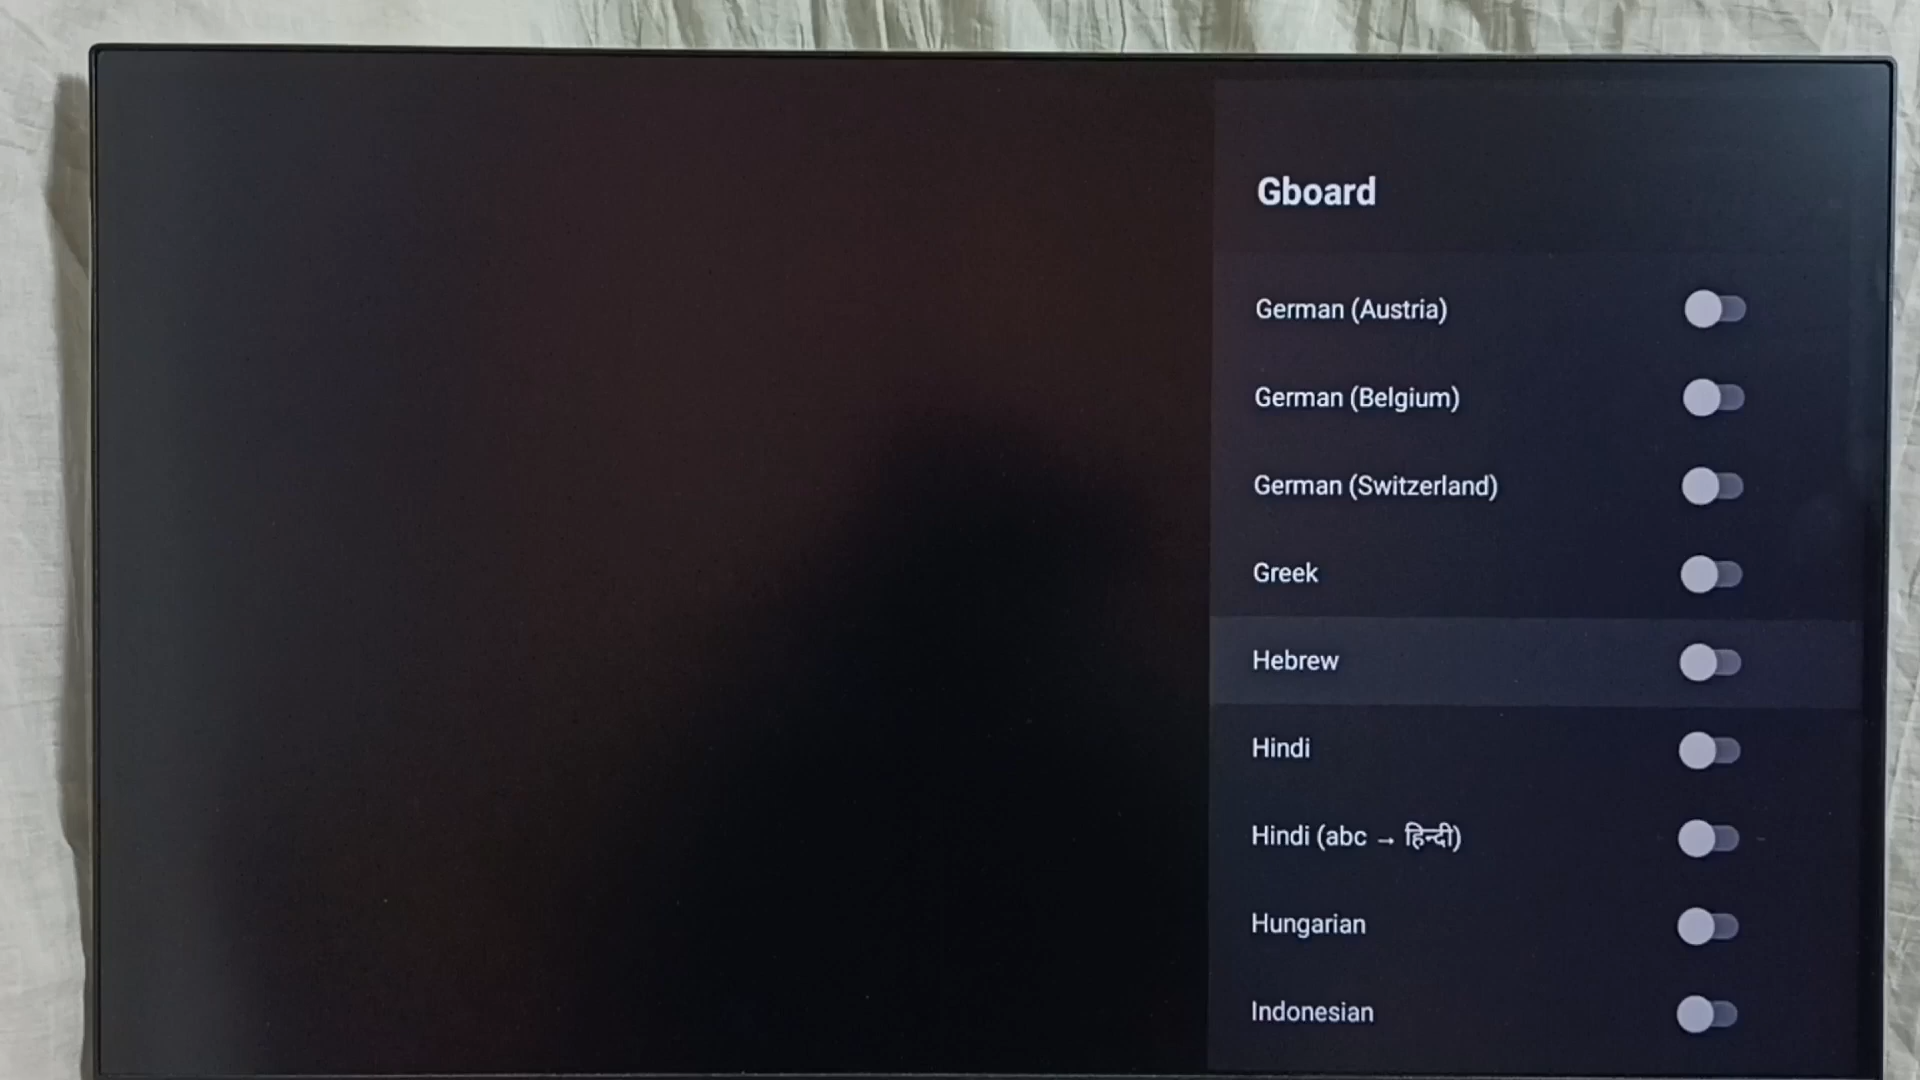 Gboard
German (Austria)
German (Belgium)
German (Switzerland)
Greek
Hebrew
Hindi
Hindi (abc → हिन्दी)
Hungarian
Indonesian